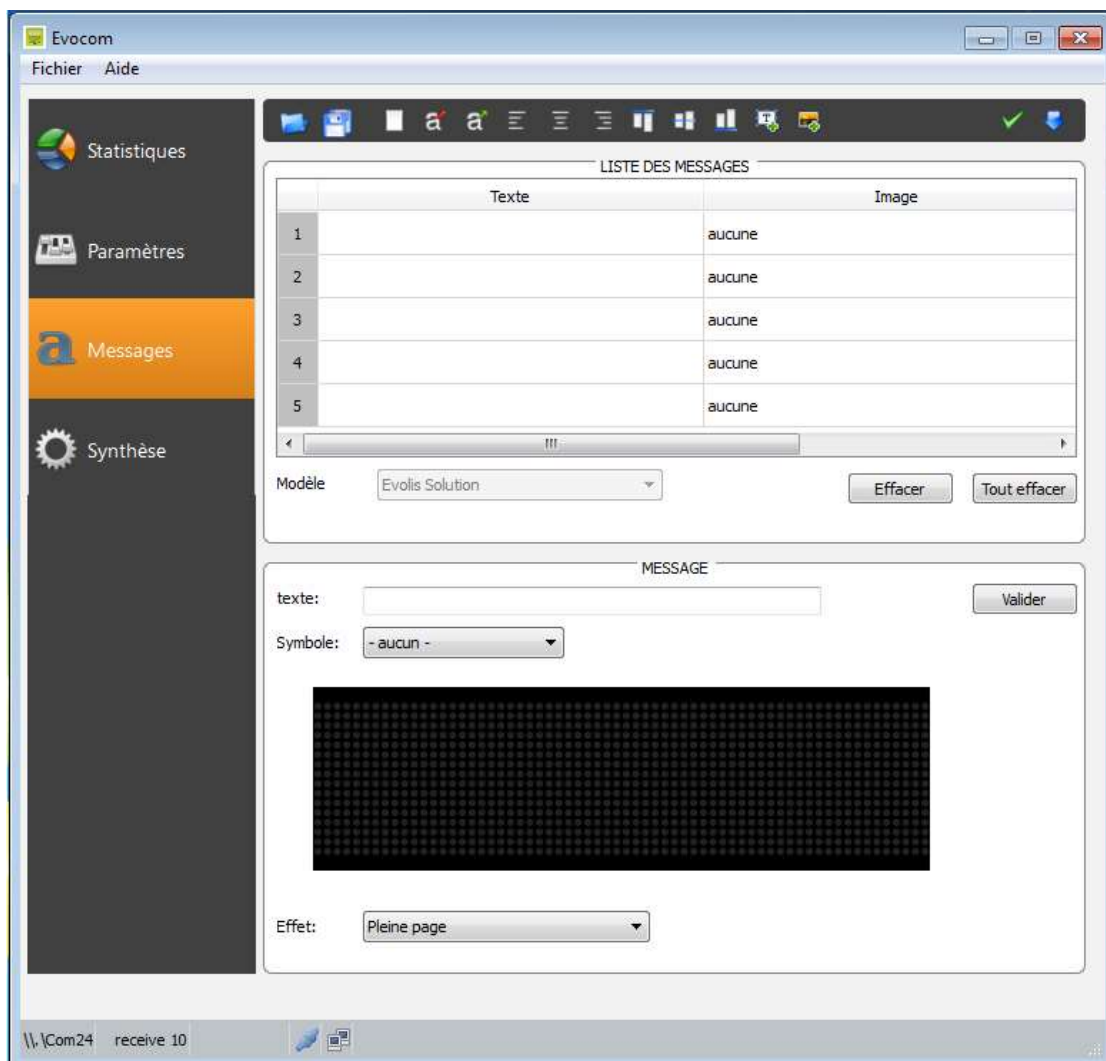 Evocom
Fichier Aide
Statistiques
Paramètres
Messages
Synthèse
LISTE DES MESSAGES
Texte Image
1 aucune
2 aucune
3 aucune
4 aucune
5 aucune
Modèle Evolis Solution Effacer Tout effacer
MESSAGE
texte: Valider
Symbole: - aucun -
Effet: Pleine page
\\.\Com24 receive 10